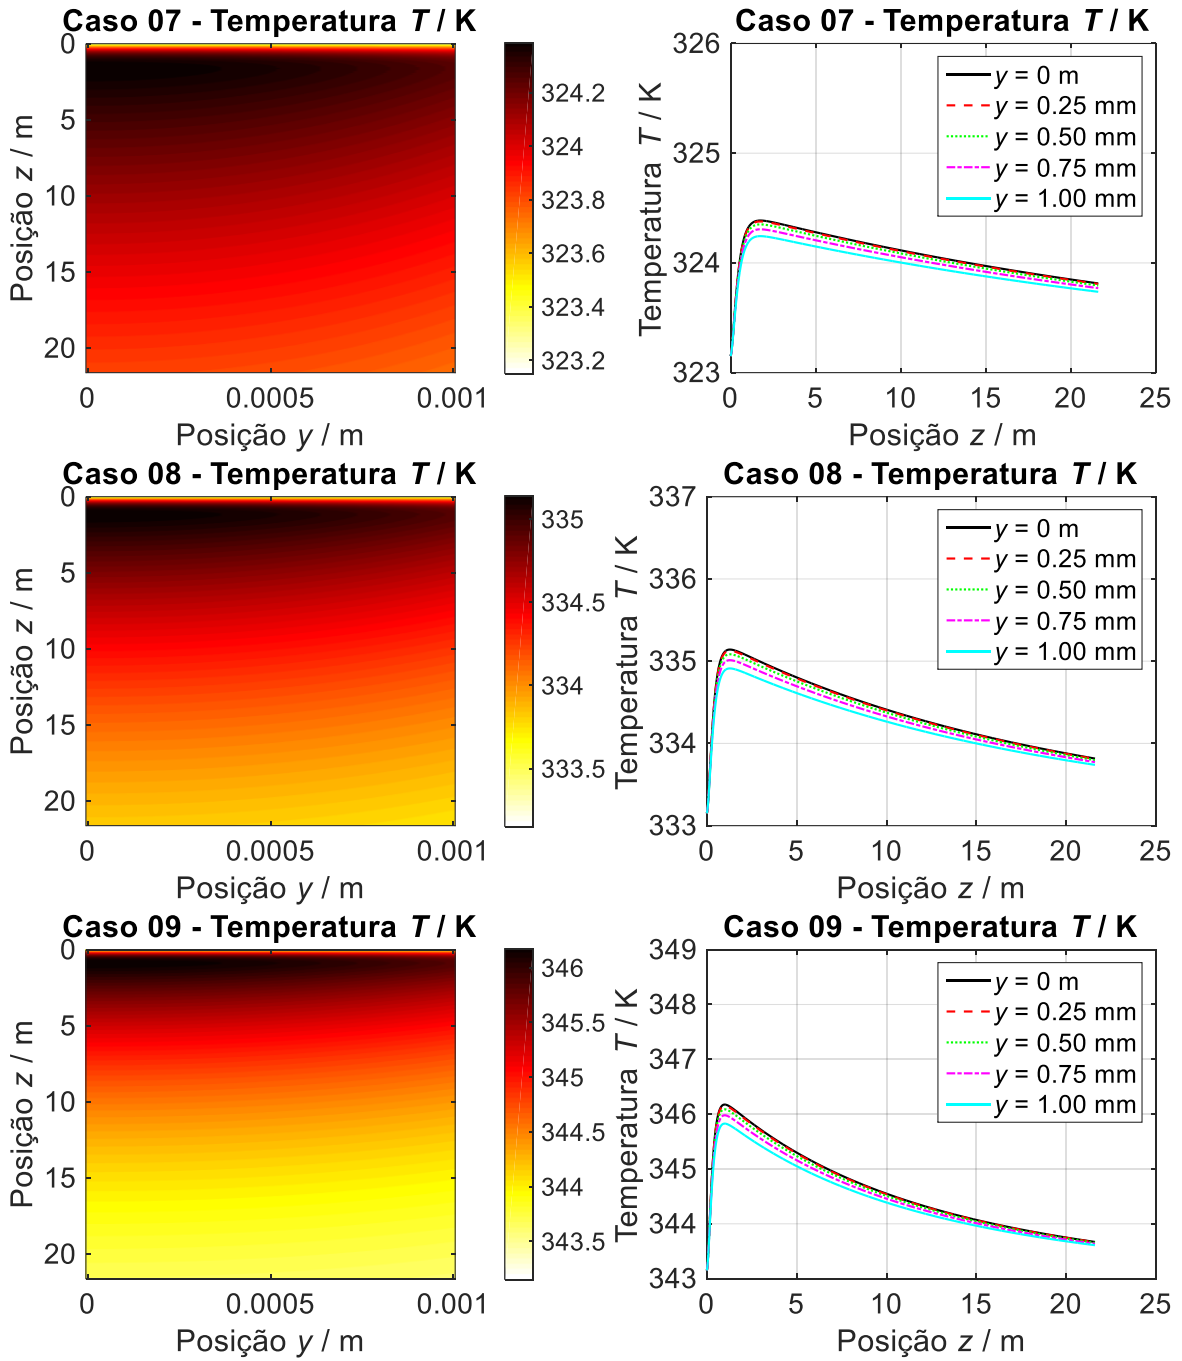 Caso 07 - Temperatura T / K
0
5
10
15
20
Posição z / m
0
0.0005
0.001
Posição y / m
324.2
324
323.8
323.6
323.4
323.2
Caso 07 - Temperatura T / K
326
325
324
323
Temperatura T / K
0
5
10
15
20
25
Posição z / m
y = 0 m
y = 0.25 mm
y = 0.50 mm
y = 0.75 mm
y = 1.00 mm
Caso 08 - Temperatura T / K
0
5
10
15
20
Posição z / m
0
0.0005
0.001
Posição y / m
335
334.5
334
333.5
Caso 08 - Temperatura T / K
337
336
335
334
333
Temperatura T / K
0
5
10
15
20
25
Posição z / m
y = 0 m
y = 0.25 mm
y = 0.50 mm
y = 0.75 mm
y = 1.00 mm
Caso 09 - Temperatura T / K
0
5
10
15
20
Posição z / m
0
0.0005
0.001
Posição y / m
346
345.5
345
344.5
344
343.5
Caso 09 - Temperatura T / K
349
348
347
346
345
344
343
Temperatura T / K
0
5
10
15
20
25
Posição z / m
y = 0 m
y = 0.25 mm
y = 0.50 mm
y = 0.75 mm
y = 1.00 mm